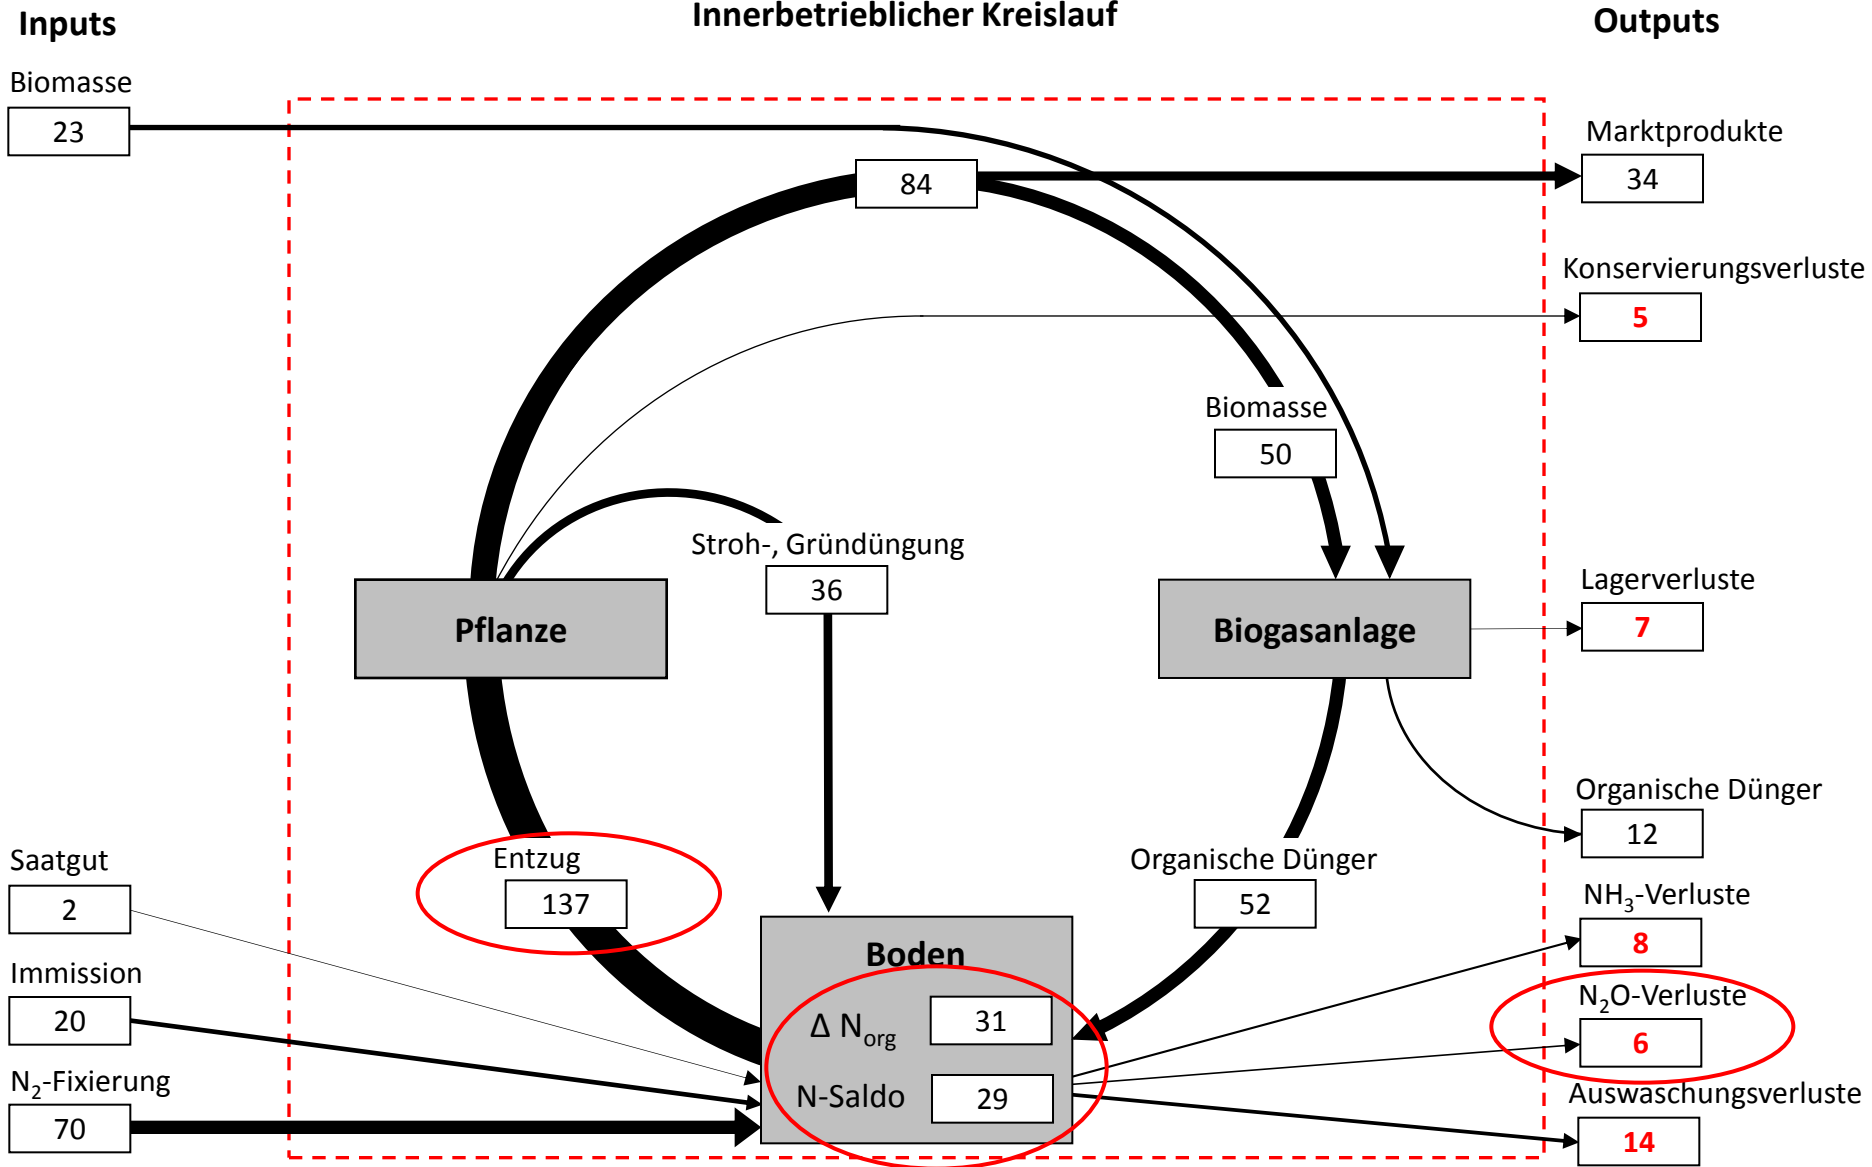 Innerbetrieblicher Kreislauf
Inputs
Outputs
Biomasse
23
Marktprodukte
34
84
Konservierungsverluste
5
Biomasse
50
Stroh-, Gründüngung
36
Pflanze
Biogasanlage
Lagerverluste
7
Organische Dünger
12
Entzug
137
Organische Dünger
52
Saatgut
2
Immission
20
N₂-Fixierung
70
Boden
Δ N_org 31
N-Saldo 29
NH₃-Verluste
8
N₂O-Verluste
6
Auswaschungsverluste
14